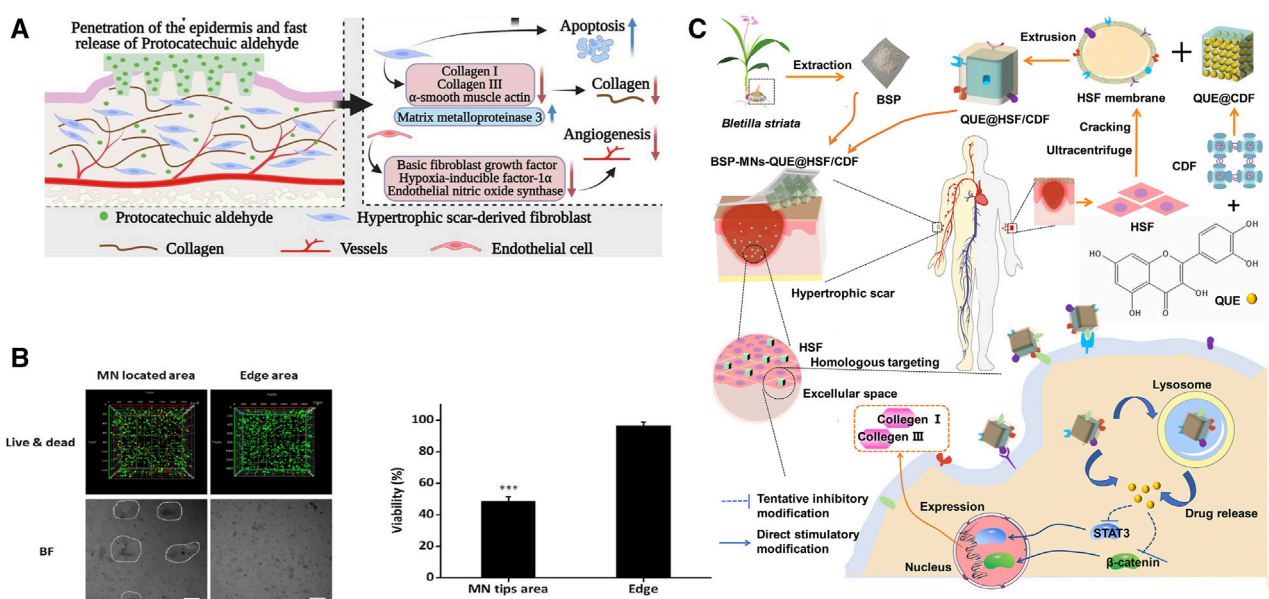 A
Penetration of the epidermis and fast
release of Protocatechuic aldehyde
Apoptosis
Collagen I
Collagen III
α-smooth muscle actin
Matrix metalloproteinase 3
Collagen
Angiogenesis
Basic fibroblast growth factor
Hypoxia-inducible factor-1α
Endothelial nitric oxide synthase
Protocatechuic aldehyde
Hypertrophic scar-derived fibroblast
Collagen
Vessels
Endothelial cell
B
MN located area
Edge area
Live & dead
BF
Viability (%)
100
80
60
40
20
0
***
MN tips area
Edge
C
Extraction
Bletilla striata
BSP
Extrusion
QUE@HSF/CDF
HSF membrane
+
QUE@CDF
Cracking
Ultracentrifuge
CDF
BSP-MNs-QUE@HSF/CDF
HSF
+
Hypertrophic scar
HO
O
OH
OH
OH
OH
O
QUE
HSF
Homologous targeting
Excellular space
Collegen I
Collegen III
Lysosome
Tentative inhibitory
modification
Direct stimulatory
modification
Expression
Nucleus
STAT3
β-catenin
Drug release